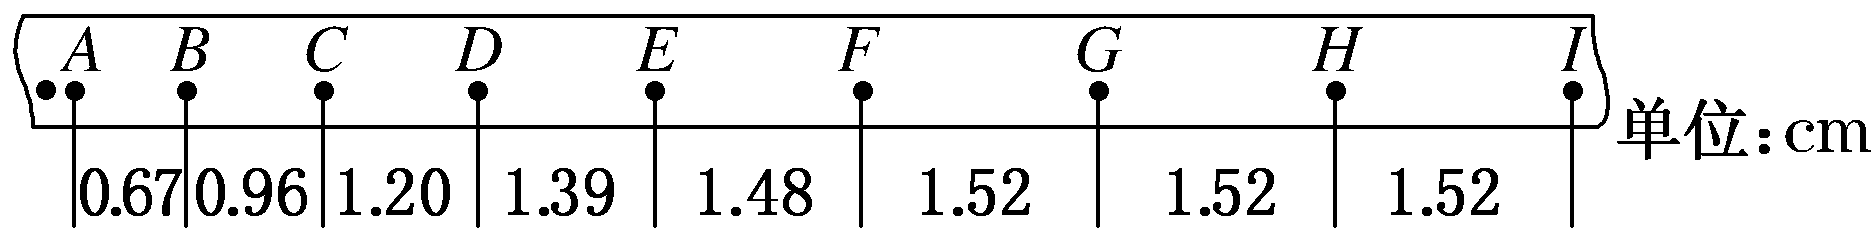 A B C D E F G H I
0.67 0.96 1.20 1.39 1.48 1.52 1.52 1.52 单位:cm